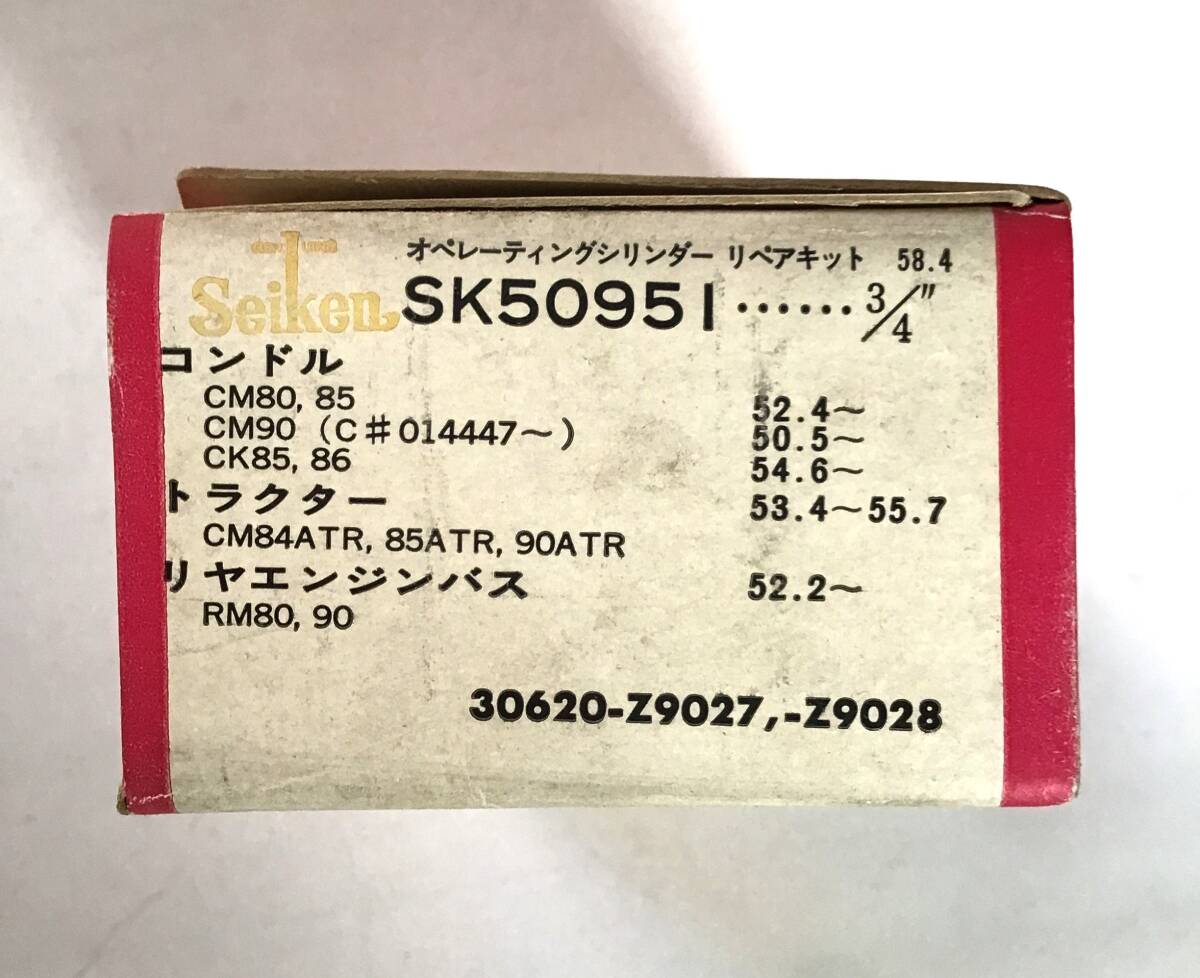 Seiken
オペレーティングシリンダー リペアキット 58.4
SK50951 ……3/4"
コンドル
CM80, 85 52.4～
CM90 (C#014447～) 50.5～
CK85, 86 54.6～
トラクター 53.4～55.7
CM84ATR, 85ATR, 90ATR
リヤエンジンバス 52.2～
RM80, 90
30620-Z9027,-Z9028